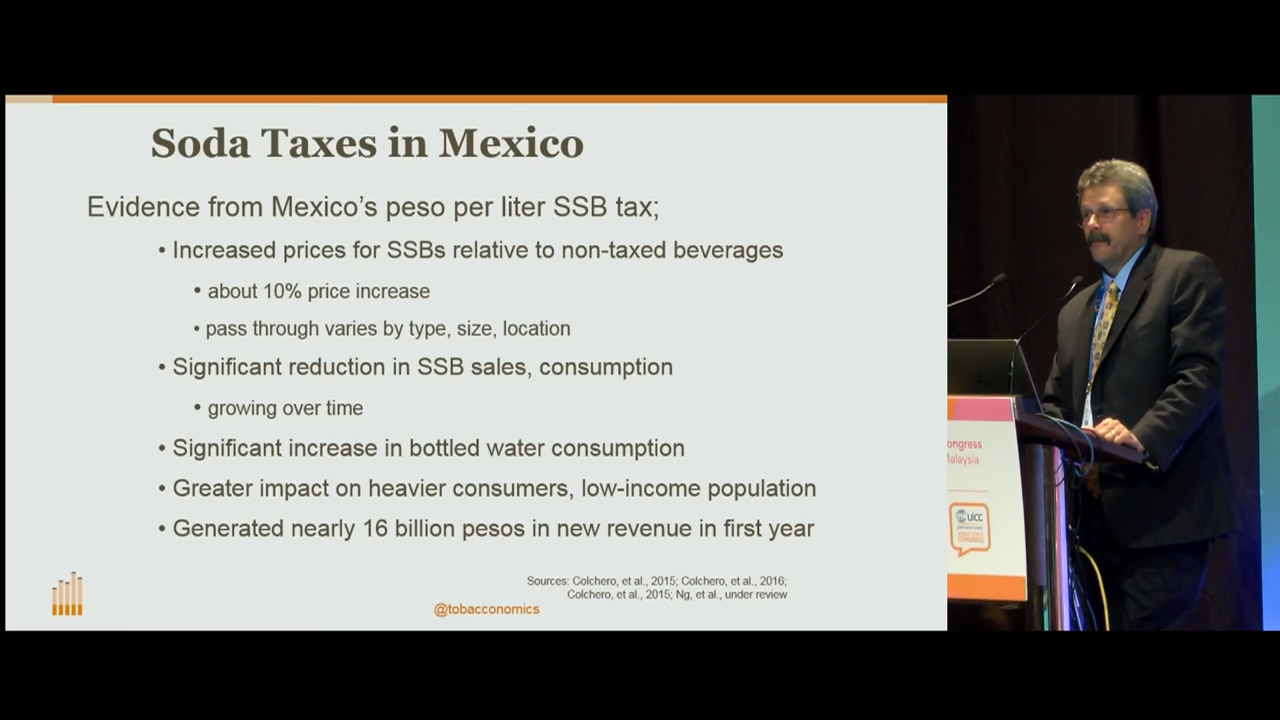 Soda Taxes in Mexico
Evidence from Mexico's peso per liter SSB tax;
• Increased prices for SSBs relative to non-taxed beverages
• about 10% price increase
• pass through varies by type, size, location
• Significant reduction in SSB sales, consumption
• growing over time
• Significant increase in bottled water consumption
• Greater impact on heavier consumers, low-income population
• Generated nearly 16 billion pesos in new revenue in first year
Sources: Colchero, et al., 2015; Colchero, et al., 2016;
Colchero, et al., 2015; Ng, et al., under review
@tobacconomics
ongress
alaysia
uicc
CONGRESS